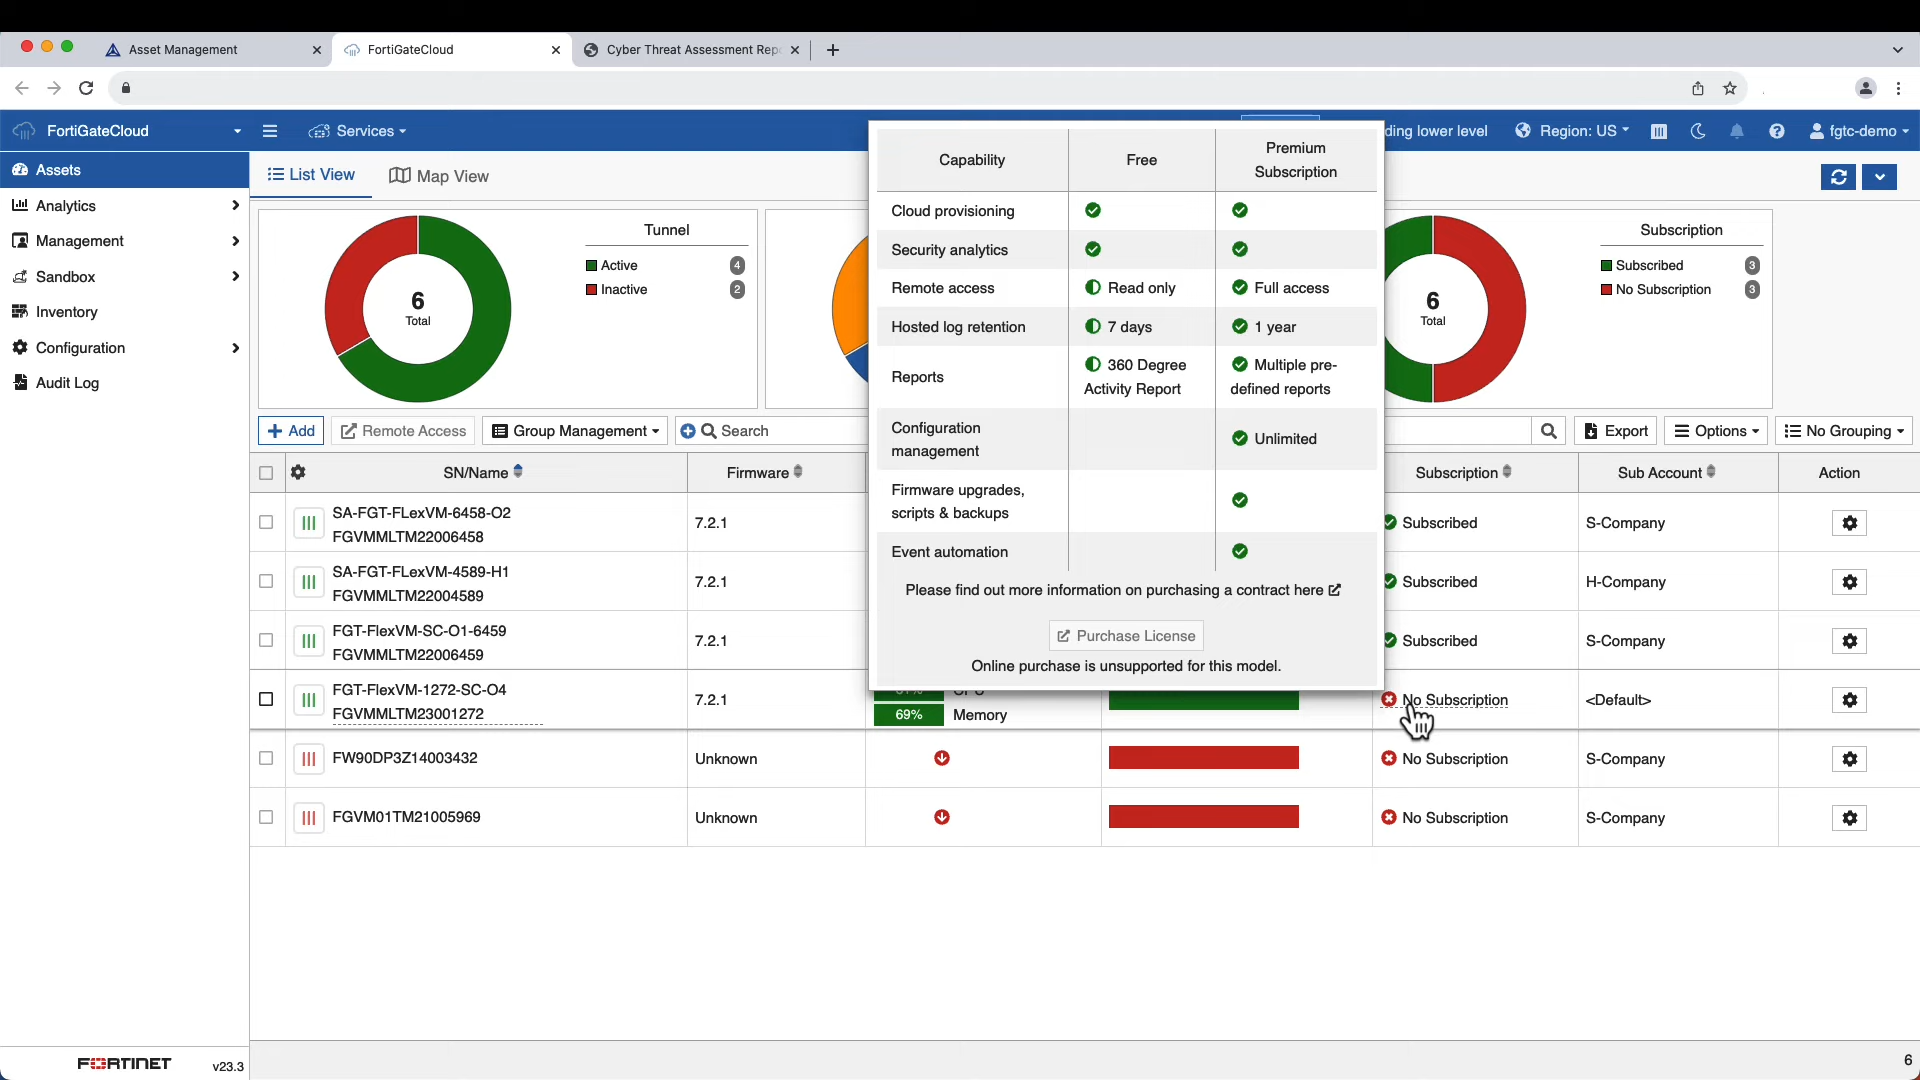 Asset Management
FortiGateCloud
Cyber Threat Assessment Rep
FortiGateCloud
Services
ding lower level
Region: US
fgtc-demo
Assets
Analytics
Management
Sandbox
Inventory
Configuration
Audit Log
List View
Map View
6
Total
Tunnel
Active 4
Inactive 2
6
Total
Subscription
Subscribed 3
No Subscription 3
Capability Free Premium Subscription
Cloud provisioning
Security analytics
Remote access Read only Full access
Hosted log retention 7 days 1 year
Reports 360 Degree Activity Report Multiple pre-defined reports
Configuration management Unlimited
Firmware upgrades, scripts & backups
Event automation
Please find out more information on purchasing a contract here
Purchase License
Online purchase is unsupported for this model.
Add
Remote Access
Group Management
Search
Export
Options
No Grouping
SN/Name Firmware Subscription Sub Account Action
SA-FGT-FLexVM-6458-O2
FGVMMLTM22006458
7.2.1 Subscribed S-Company
SA-FGT-FLexVM-4589-H1
FGVMMLTM22004589
7.2.1 Subscribed H-Company
FGT-FlexVM-SC-O1-6459
FGVMMLTM22006459
7.2.1 Subscribed S-Company
FGT-FlexVM-1272-SC-O4
FGVMMLTM23001272
7.2.1 69% Memory No Subscription <Default>
FW90DP3Z14003432 Unknown No Subscription S-Company
FGVM01TM21005969 Unknown No Subscription S-Company
FORTINET
v23.3
6